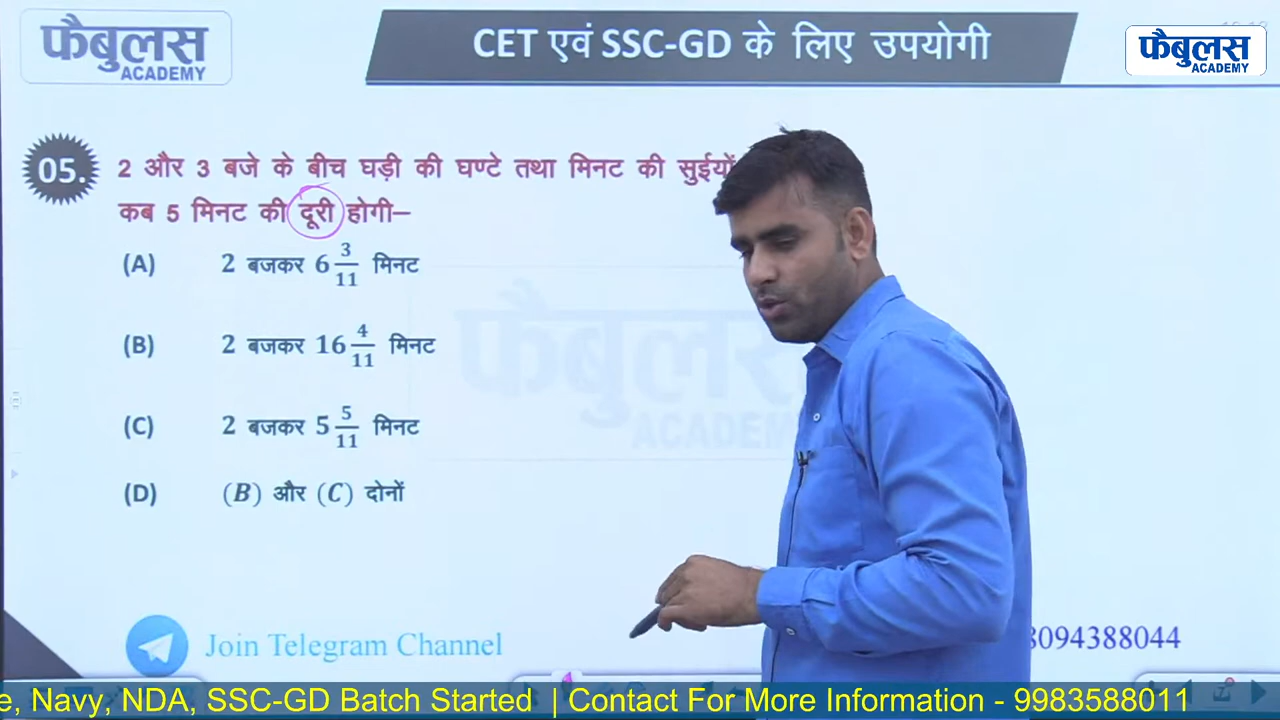 फैबुलस
ACADEMY
CET एवं SSC-GD के लिए उपयोगी
फैबुलस
ACADEMY
05. 2 और 3 बजे के बीच घड़ी की घण्टे तथा मिनट की सुईयों
कब 5 मिनट की दूरी होगी–
(A) 2 बजकर 6 3/11 मिनट
(B) 2 बजकर 16 4/11 मिनट
(C) 2 बजकर 5 5/11 मिनट
(D) (B) और (C) दोनों
फैबुलस
ACADEMY
Join Telegram Channel
8094388044
e, Navy, NDA, SSC-GD Batch Started | Contact For More Information - 9983588011